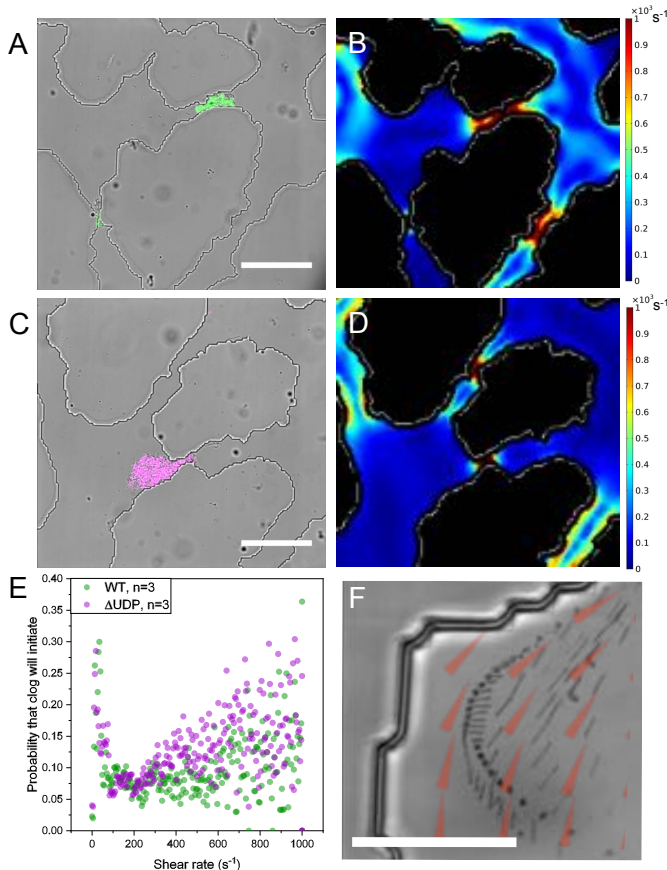 A
B
×10³ s⁻¹
1
0.9
0.8
0.7
0.6
0.5
0.4
0.3
0.2
0.1
0
C
D
×10³ s⁻¹
1
0.9
0.8
0.7
0.6
0.5
0.4
0.3
0.2
0.1
0
E
WT, n=3
ΔUDP, n=3
Probability that clog will initiate
0.40
0.35
0.30
0.25
0.20
0.15
0.10
0.05
0.00
0 200 400 600 800 1000
Shear rate (s⁻¹)
F